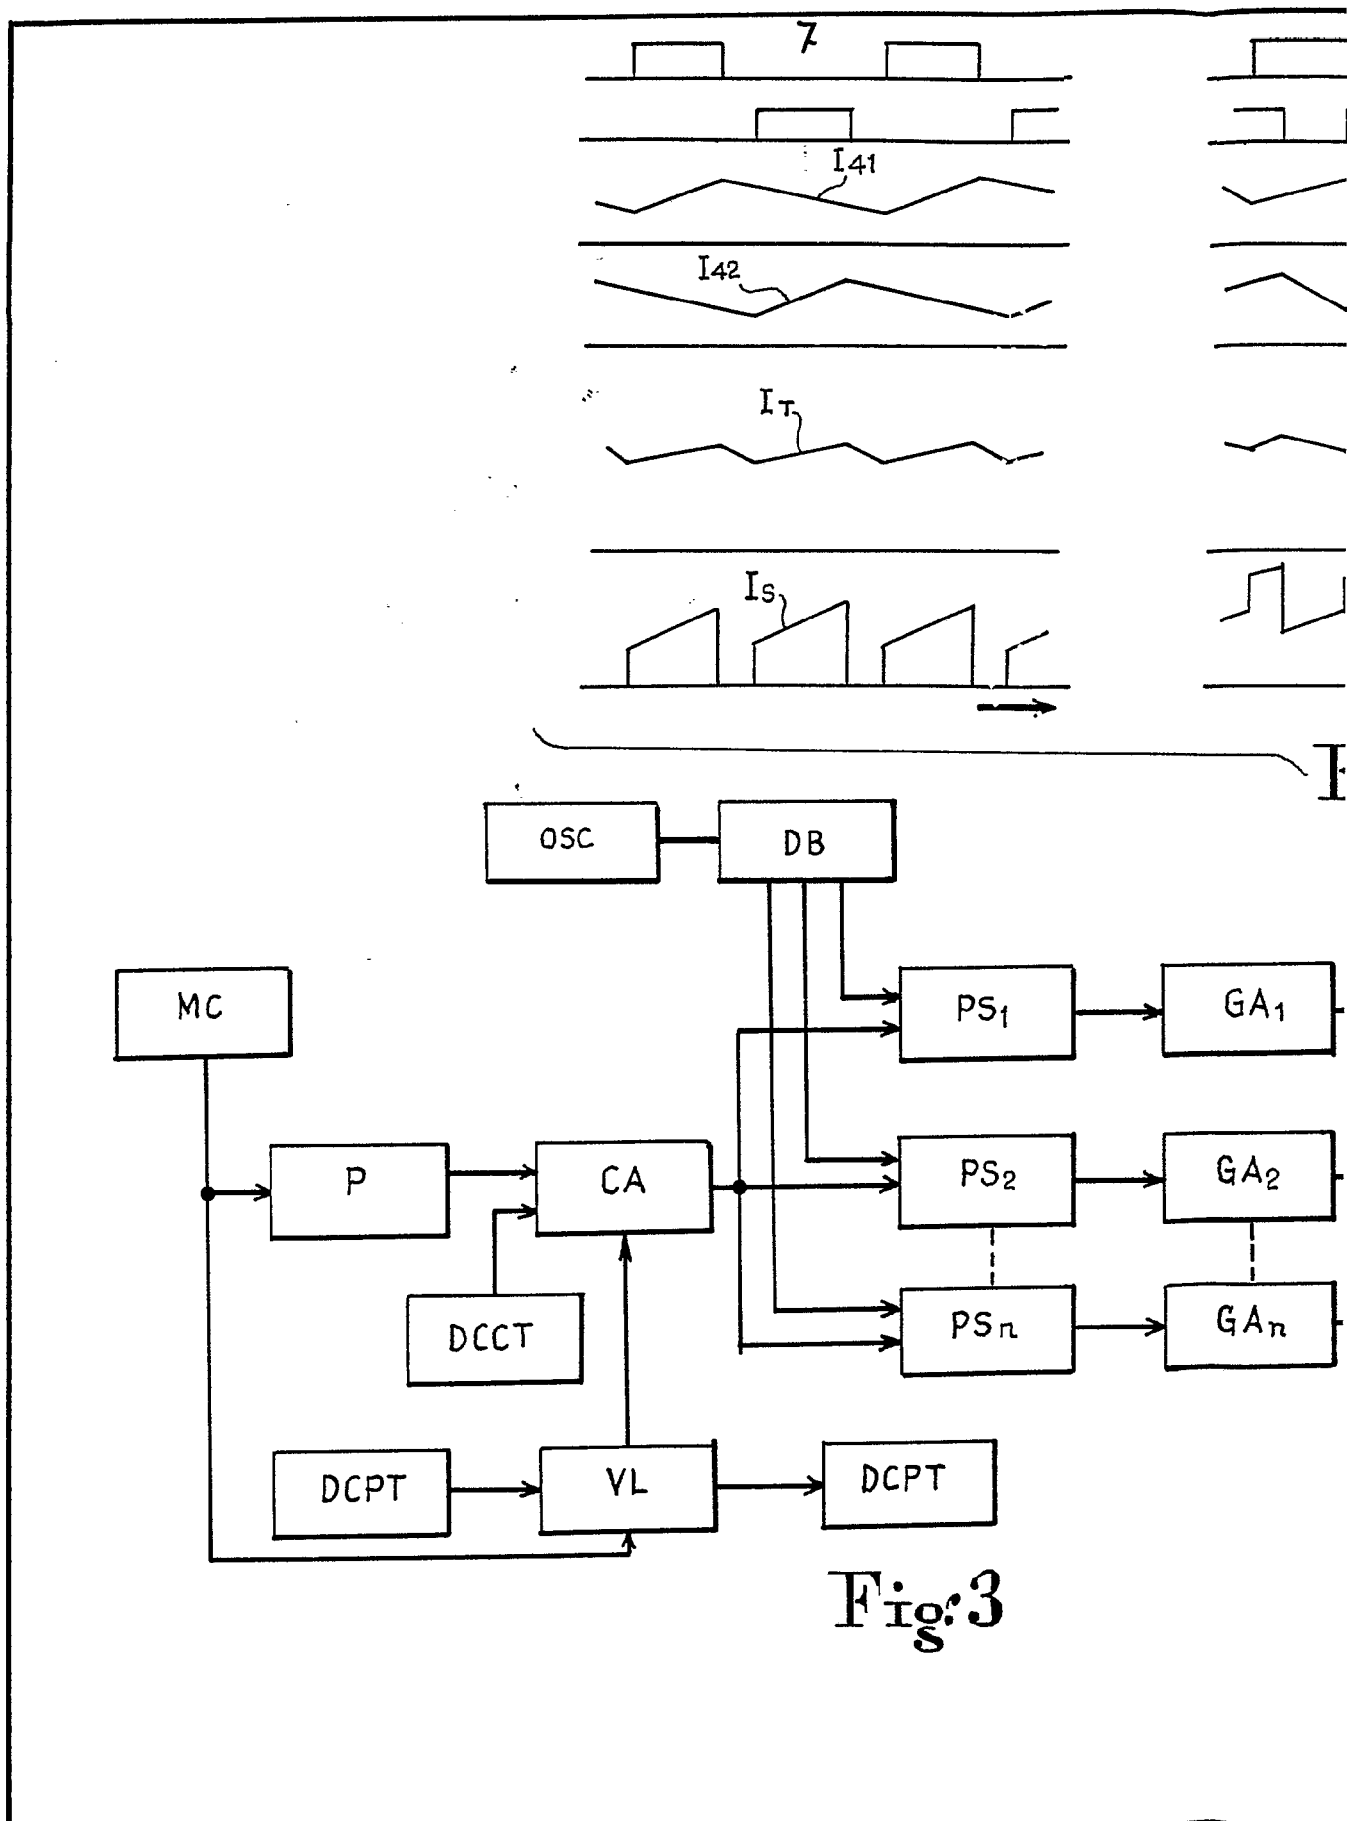 7
I41
I42
IT
IS
OSC
DB
MC
PS1
GA1
P
CA
PS2
GA2
DCCT
PSn
GAn
DCPT
VL
DCPT
Fig: 3